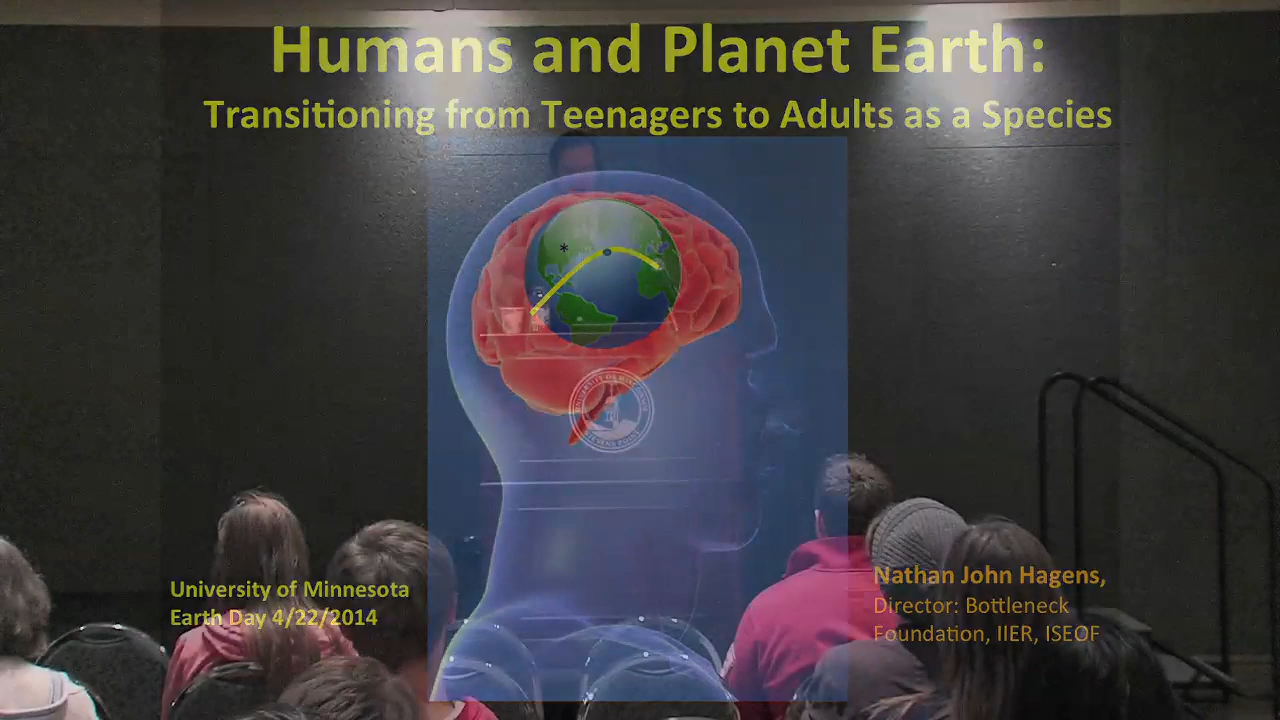 Humans and Planet Earth:
Transitioning from Teenagers to Adults as a Species
*
University of Minnesota
Earth Day 4/22/2014
Nathan John Hagens,
Director: Bottleneck
Foundation, IIER, ISEOF